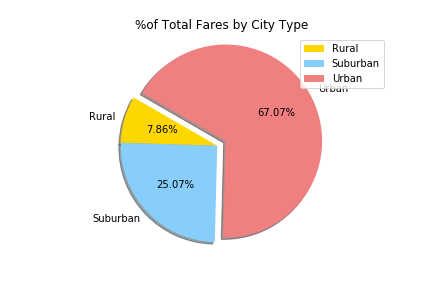 %of Total Fares by City Type
Rural
Suburban
Urban
Urban
67.07%
Rural
7.86%
25.07%
Suburban